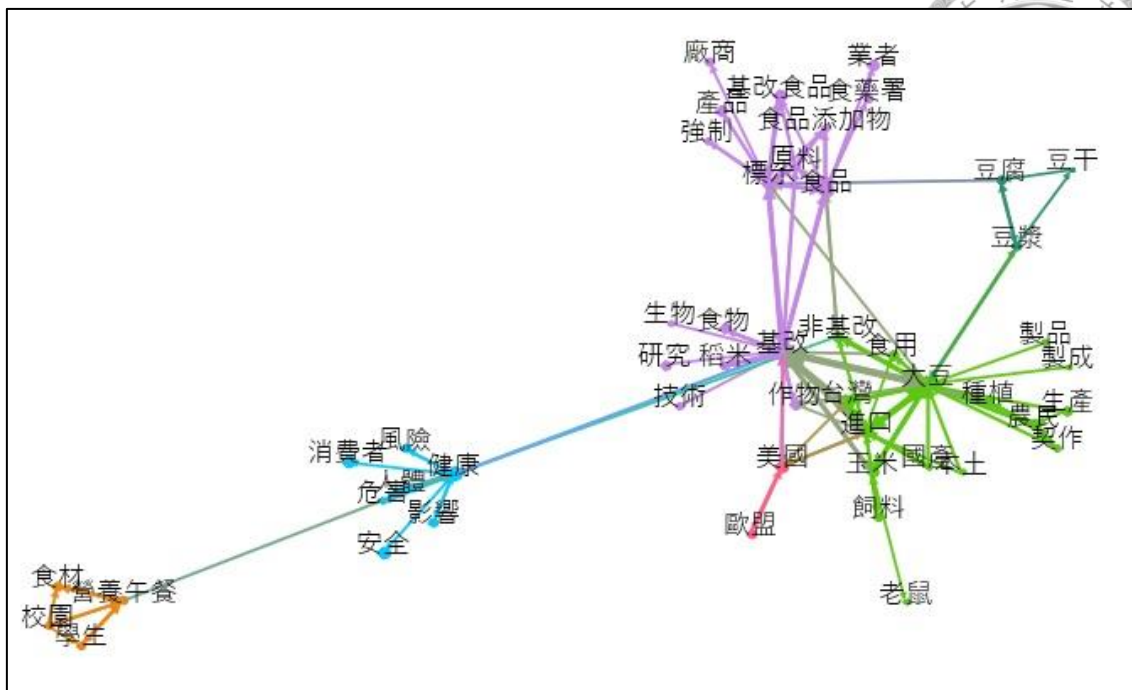 廠商
業者
基改食品
食藥署
產品
食品添加物
強制
原料
標示
食品
豆腐
豆干
豆漿
生物
食物
基改
非基改
食用
製品
研究
稻米
大豆
製成
技術
作物
台灣
種植
生產
進口
農民
契作
風險
消費者
健康
美國
玉米
國產
本土
人體
危害
影響
飼料
歐盟
安全
食材
營養午餐
老鼠
校園
學生